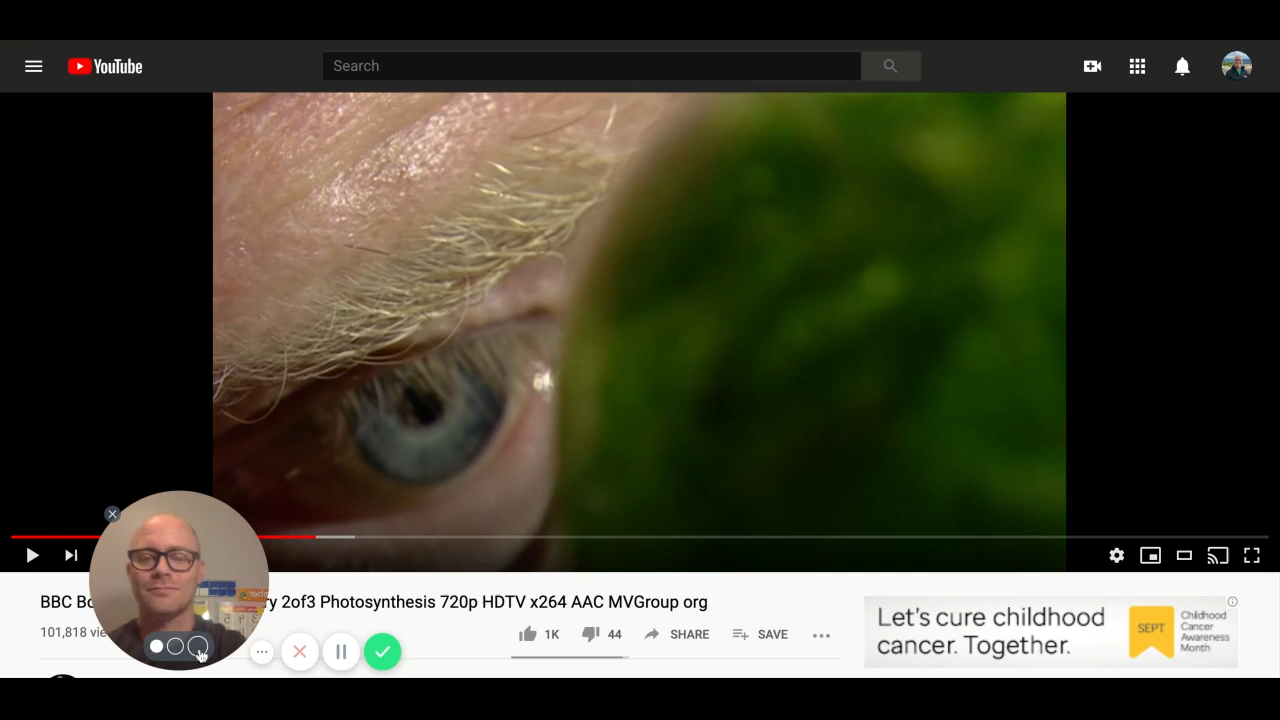 YouTube
Search
BBC Bo
ry 2of3 Photosynthesis 720p HDTV x264 AAC MVGroup org
101,818 vie
1K
44
SHARE
SAVE
Let's cure childhood
cancer. Together.
SEPT
Childhood
Cancer
Awareness
Month